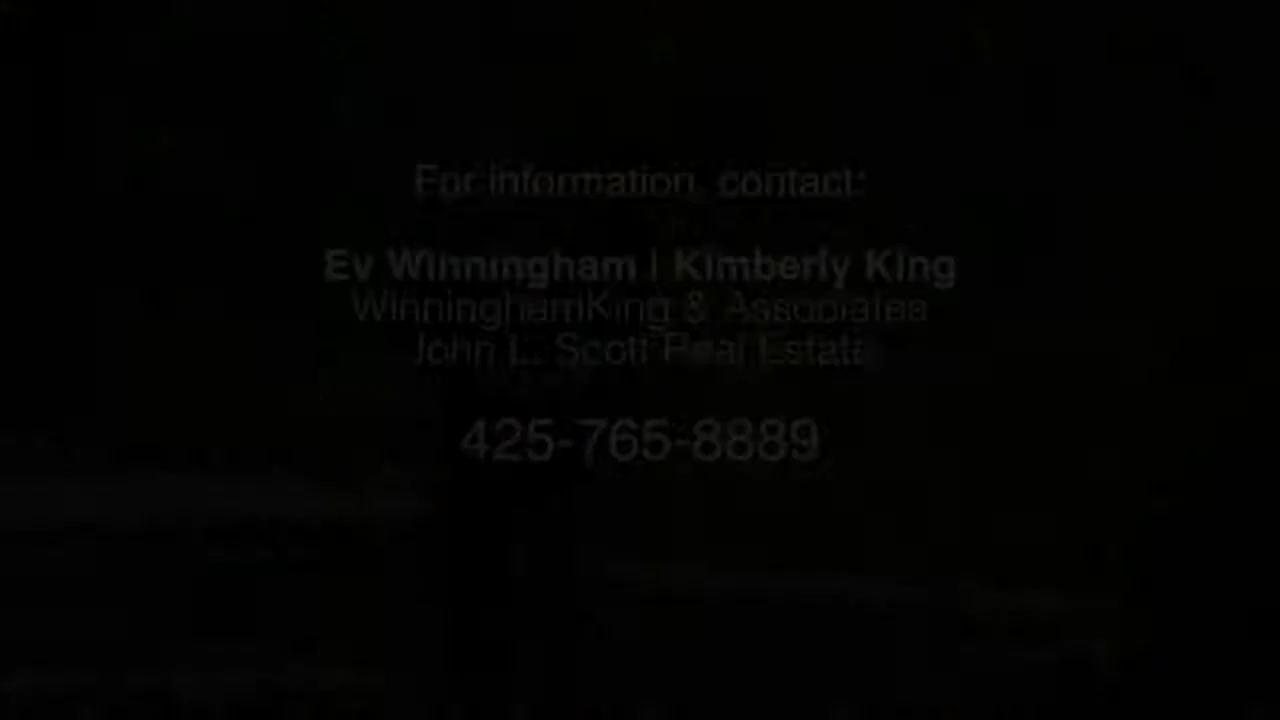 For information, contact:
Ev Winningham | Kimberly King
WinninghamKing & Associates
John L. Scott Real Estate
425-765-8889